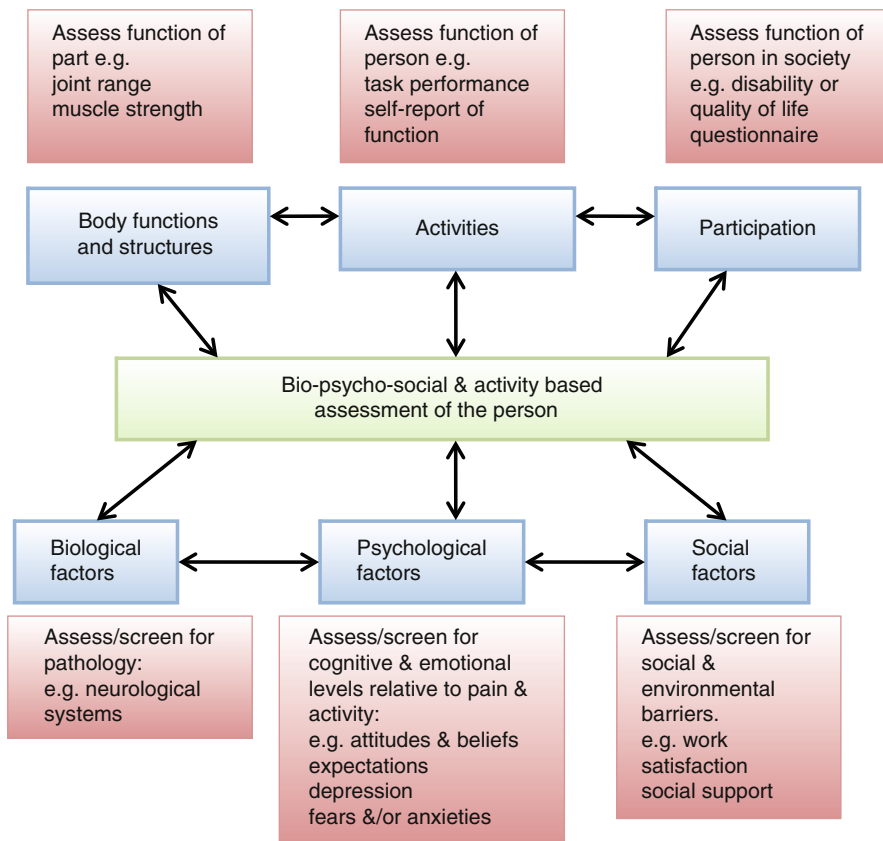 Assess function of
part e.g.
joint range
muscle strength
Assess function of
person e.g.
task performance
self-report of
function
Assess function of
person in society
e.g. disability or
quality of life
questionnaire
Body functions
and structures
Activities
Participation
Bio-psycho-social & activity based
assessment of the person
Biological
factors
Psychological
factors
Social
factors
Assess/screen for
pathology:
e.g. neurological
systems
Assess/screen for
cognitive & emotional
levels relative to pain &
activity:
e.g. attitudes & beliefs
expectations
depression
fears &/or anxieties
Assess/screen for
social &
environmental
barriers.
e.g. work
satisfaction
social support